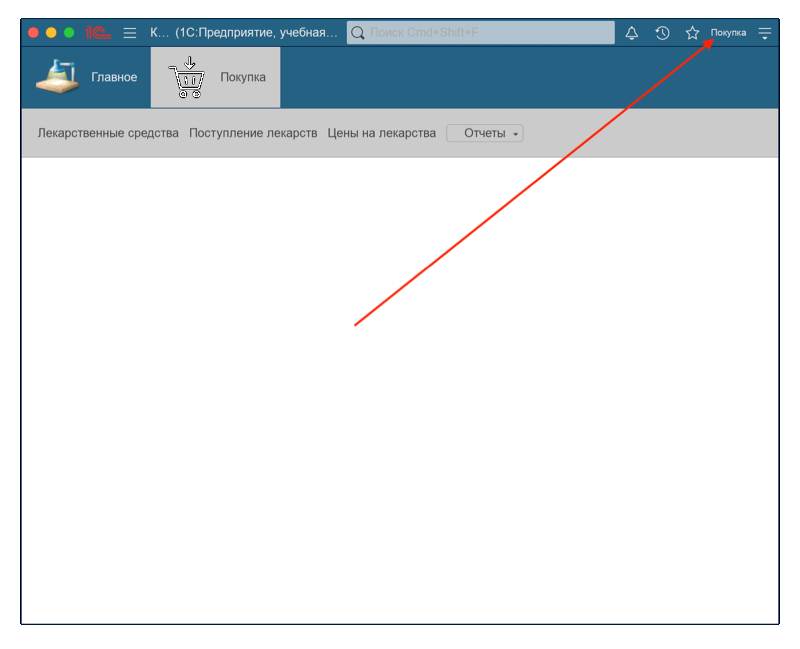 1С К... (1С:Предприятие, учебная... Поиск Cmd+Shift+F Покупка
Главное Покупка
Лекарственные средства Поступление лекарств Цены на лекарства Отчеты